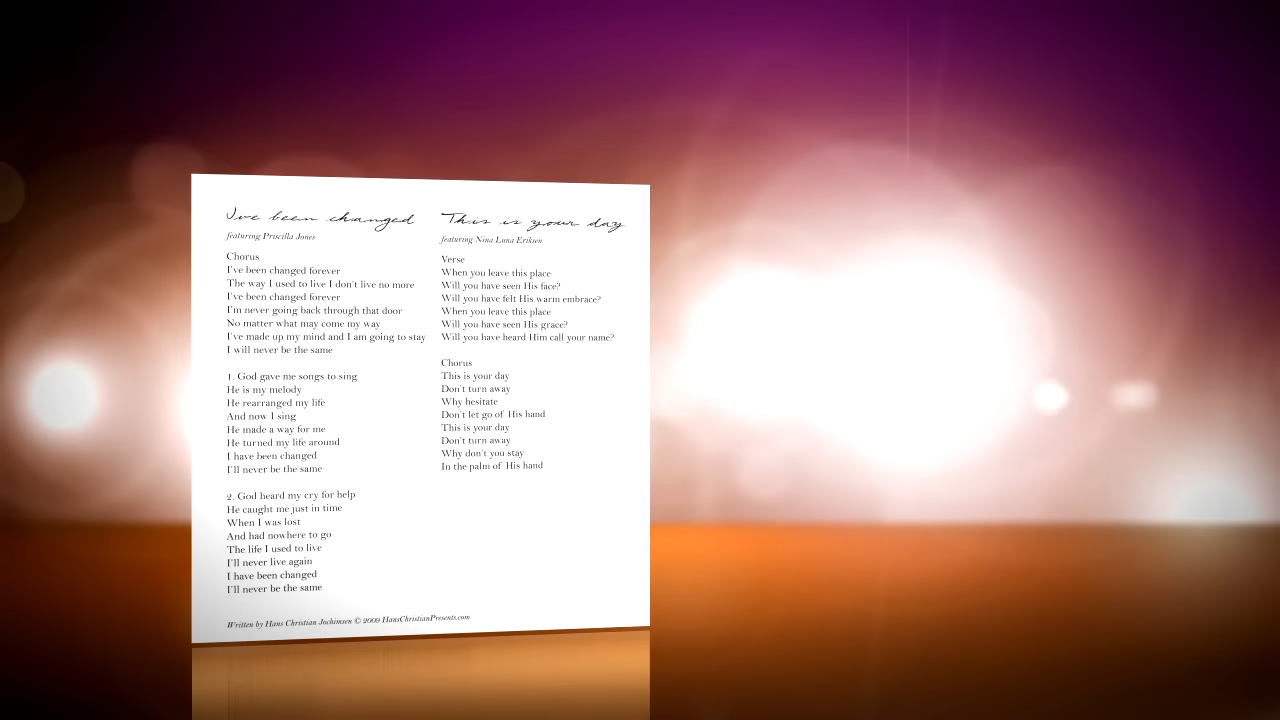 I've been changed
featuring Priscilla Jones
Chorus
I've been changed forever
The way I used to live I don't live no more
I've been changed forever
I'm never going back through that door
No matter what may come my way
I've made up my mind and I am going to stay
I will never be the same
1. God gave me songs to sing
He is my melody
He rearranged my life
And now I sing
He made a way for me
He turned my life around
I have been changed
I'll never be the same
2. God heard my cry for help
He caught me just in time
When I was lost
And had nowhere to go
The life I used to live
I'll never live again
I have been changed
I'll never be the same
This is your day
featuring Nina Luna Eriksen
Verse
When you leave this place
Will you have seen His face?
Will you have felt His warm embrace?
When you leave this place
Will you have seen His grace?
Will you have heard Him call your name?
Chorus
This is your day
Don't turn away
Why hesitate
Don't let go of His hand
This is your day
Don't turn away
Why don't you stay
In the palm of His hand
Written by Hans Christian Jochimsen © 2009 HansChristianPresents.com